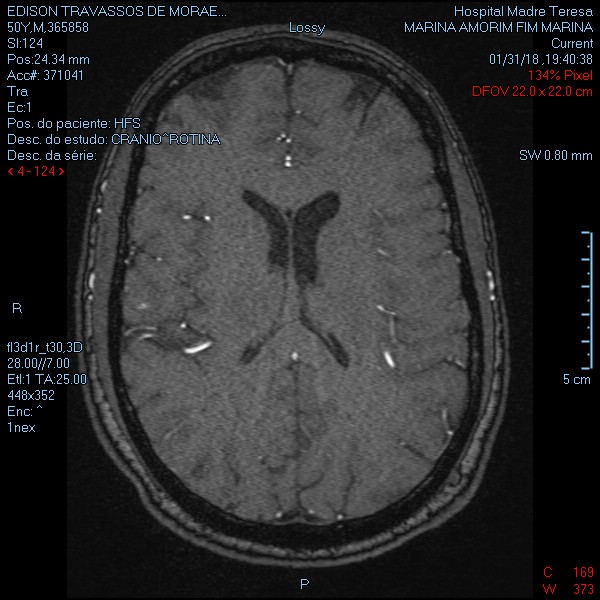 EDISON TRAVASSOS DE MORAE...
50Y,M,365858
Sl:124
Pos:24.34 mm
Acc#: 371041
Tra
Ec:1
Pos. do paciente: HFS
Desc. do estudo: CRANIO^ROTINA
Desc. da série:
< 4 - 124 >
Lossy
Hospital Madre Teresa
MARINA AMORIM FIM MARINA
Current
01/31/18 ,19:40:38
134% Pixel
DFOV 22.0 x 22.0 cm
SW 0.80 mm
R
fl3d1r_t30,3D
28.00//7.00
Etl:1 TA:25.00
448x352
Enc: ^
1nex
5 cm
P
C 169
W 373